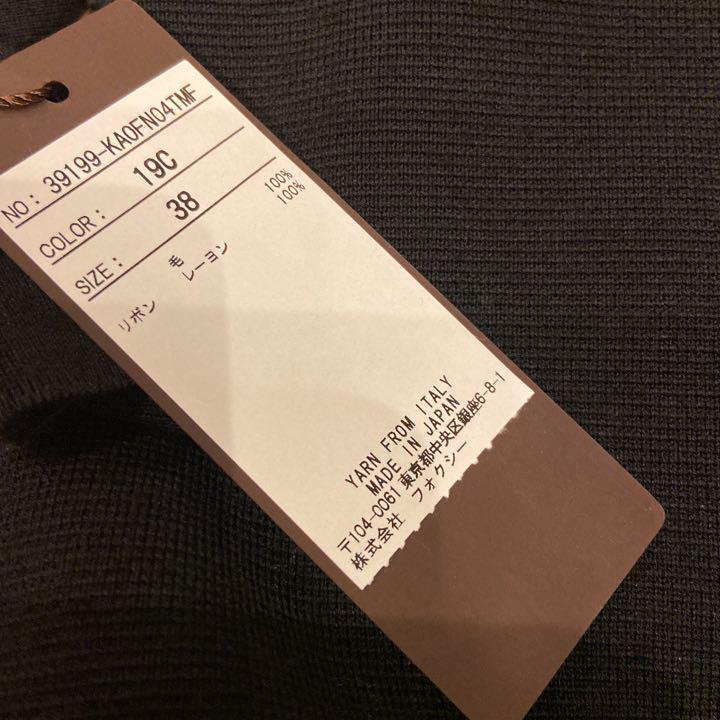 NO: 39199-KA0FN04TMF
COLOR: 19C
SIZE: 38
毛 100%
リボン レーヨン 100%
YARN FROM ITALY
MADE IN JAPAN
〒104-0061 東京都中央区銀座6-8-1
株式会社 フォクシー